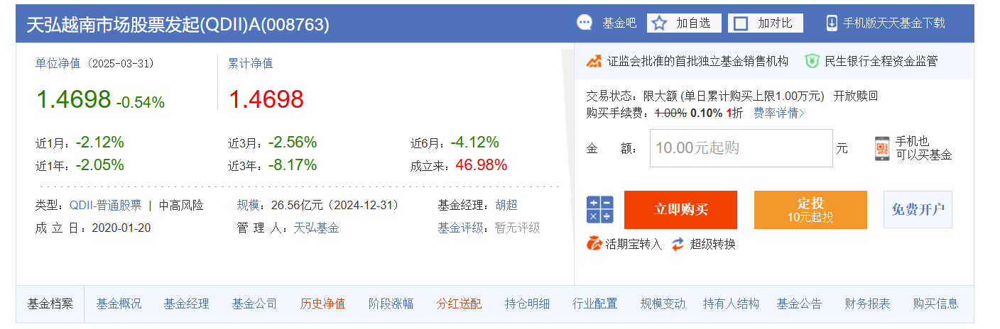 天弘越南市场股票发起(QDII)A(008763)
基金吧 加自选 加对比 手机版天天基金下载
单位净值（2025-03-31） 累计净值
1.4698 -0.54% 1.4698
近1月：-2.12% 近3月：-2.56% 近6月：-4.12%
近1年：-2.05% 近3年：-8.17% 成立来：46.98%
类型：QDII-普通股票 | 中高风险 规模：26.56亿元（2024-12-31） 基金经理：胡超
成 立 日：2020-01-20 管 理 人：天弘基金 基金评级：暂无评级
证监会批准的首批独立基金销售机构 民生银行全程资金监管
交易状态：限大额 (单日累计购买上限1.00万元) 开放赎回
购买手续费：1.00% 0.10% 1折 费率详情>
金 额： 10.00元起购 元
手机也
可以买基金
立即购买
定投
10元起投
免费开户
活期宝转入 超级转换
基金档案 基金概况 基金经理 基金公司 历史净值 阶段涨幅 分红送配 持仓明细 行业配置 规模变动 持有人结构 基金公告 财务报表 购买信息